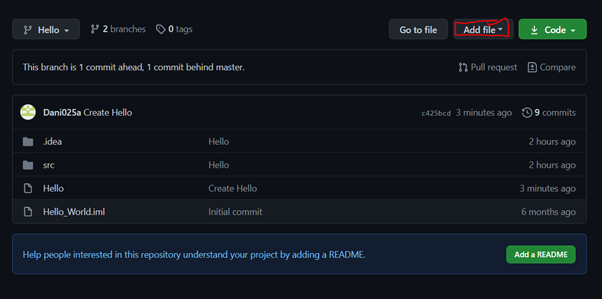 Hello 2 branches 0 tags Go to file Add file Code
This branch is 1 commit ahead, 1 commit behind master. Pull request Compare
Dani025a Create Hello c425bcd 3 minutes ago 9 commits
.idea Hello 2 hours ago
src Hello 2 hours ago
Hello Create Hello 3 minutes ago
Hello_World.iml Initial commit 6 months ago
Help people interested in this repository understand your project by adding a README. Add a README